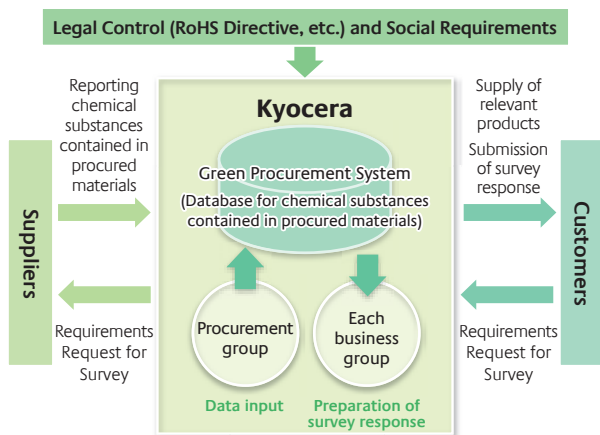 Legal Control (RoHS Directive, etc.) and Social Requirements
Reporting
chemical
substances
contained in
procured
materials
Suppliers
Requirements
Request for
Survey
Kyocera
Green Procurement System
(Database for chemical substances
contained in procured materials)
Procurement
group
Data input
Each
business
group
Preparation of
survey response
Supply of
relevant
products
Submission
of survey
response
Customers
Requirements
Request for
Survey